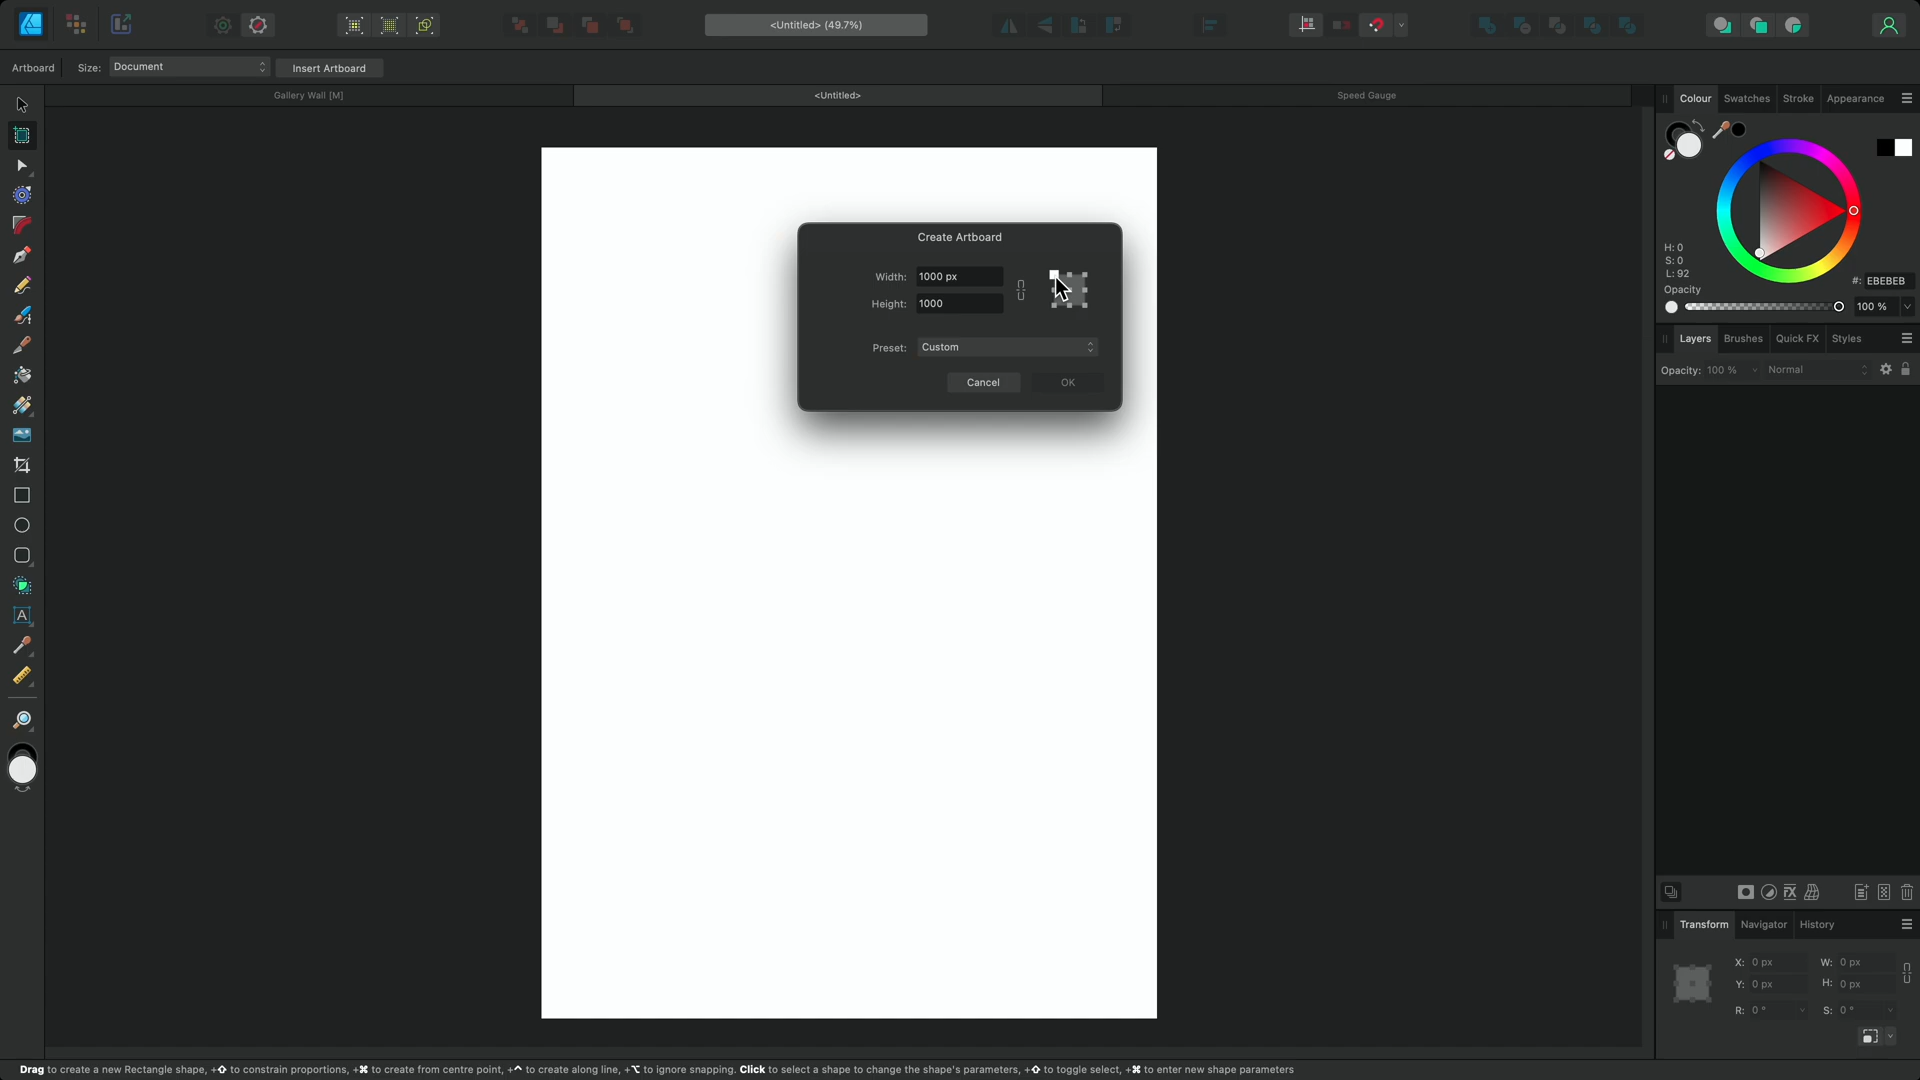 <Untitled> (49.7%)
Artboard Size: Document Insert Artboard
Gallery Wall [M] <Untitled> Speed Gauge
Colour Swatches Stroke Appearance
Create Artboard
Width: 1000 px
Height: 1000
Preset: Custom
Cancel OK
H: 0
S: 0
L: 92
#: EBEBEB
Opacity
100 %
Layers Brushes Quick FX Styles
Opacity: 100 % Normal
A
FX
Transform Navigator History
X: 0 px W: 0 px
Y: 0 px H: 0 px
R: 0 ° S: 0 °
Drag to create a new Rectangle shape, +⇧ to constrain proportions, +⌘ to create from centre point, +^ to create along line, +⌥ to ignore snapping. Click to select a shape to change the shape's parameters, +⇧ to toggle select, +⌘ to enter new shape parameters